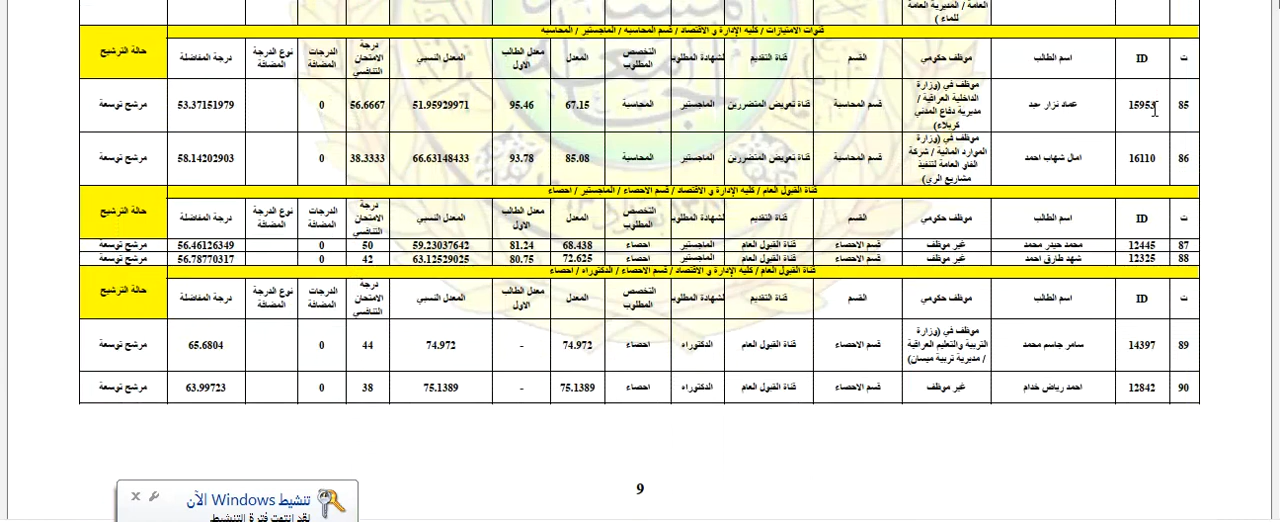 العامة / المديرية العامة
للماء )
قنوات الامتيازات / كلية الإدارة و الاقتصاد / قسم المحاسبة / الماجستير / المحاسبة
ت ID اسم الطالب موظف حكومي القسم قناة التقديم الشهادة المطلوب التخصص المطلوب المعدل معدل الطالب الاول المعدل النسبي درجة الامتحان التنافسي الدرجات المضافة نوع الدرجة المضافة درجة المفاضلة حالة الترشيح
85 15953 عماد نزار عبد موظف في (وزارة الداخلية العراقية / مديرية دفاع المدني كربلاء) قسم المحاسبة قناة تعويض المتضررين الماجستير المحاسبة 67.15 95.46 51.95929971 56.6667 0 53.37151979 مرشح توسعة
86 16110 امال شهاب احمد موظف في (وزارة الموارد المائية / شركة الفاو العامة لتنفيذ مشاريع الري) قسم المحاسبة قناة تعويض المتضررين الماجستير المحاسبة 85.08 93.78 66.63148433 38.3333 0 58.14202903 مرشح توسعة
قناة القبول العام / كلية الإدارة و الاقتصاد / قسم الاحصاء / الماجستير / احصاء
ت ID اسم الطالب موظف حكومي القسم قناة التقديم الشهادة المطلوب التخصص المطلوب المعدل معدل الطالب الاول المعدل النسبي درجة الامتحان التنافسي الدرجات المضافة نوع الدرجة المضافة درجة المفاضلة حالة الترشيح
87 12445 محمد حيدر محمد غير موظف قسم الاحصاء قناة القبول العام الماجستير احصاء 68.438 81.24 59.23037642 50 0 56.46126349 مرشح توسعة
88 12325 شهد طارق احمد غير موظف قسم الاحصاء قناة القبول العام الماجستير احصاء 72.625 80.75 63.12529025 42 0 56.78770317 مرشح توسعة
قناة القبول العام / كلية الإدارة و الاقتصاد / قسم الاحصاء / الدكتوراه / احصاء
ت ID اسم الطالب موظف حكومي القسم قناة التقديم الشهادة المطلوب التخصص المطلوب المعدل معدل الطالب الاول المعدل النسبي درجة الامتحان التنافسي الدرجات المضافة نوع الدرجة المضافة درجة المفاضلة حالة الترشيح
89 14397 سامر جاسم محمد موظف في (وزارة التربية والتعليم العراقية / مديرية تربية ميسان) قسم الاحصاء قناة القبول العام الدكتوراه احصاء 74.972 - 74.972 44 0 65.6804 مرشح توسعة
90 12842 احمد رياض خدام غير موظف قسم الاحصاء قناة القبول العام الدكتوراه احصاء 75.1389 - 75.1389 38 0 63.99723 مرشح توسعة
9
تنشيط Windows الآن
لقد انتهت فترة التنشيط